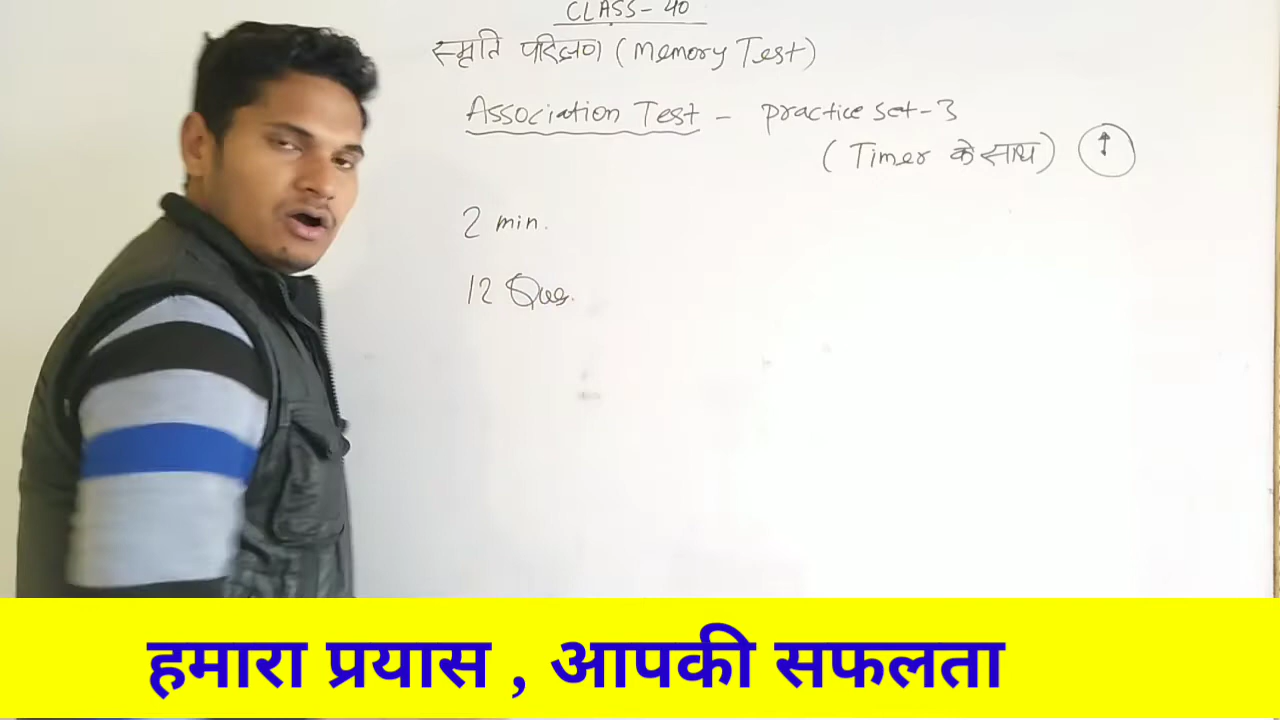 CLASS-40
स्मृति परिक्षण (Memory Test)
Association Test - practice set-3
(Timer के साथ)
2 min.
12 Ques.
हमारा प्रयास , आपकी सफलता